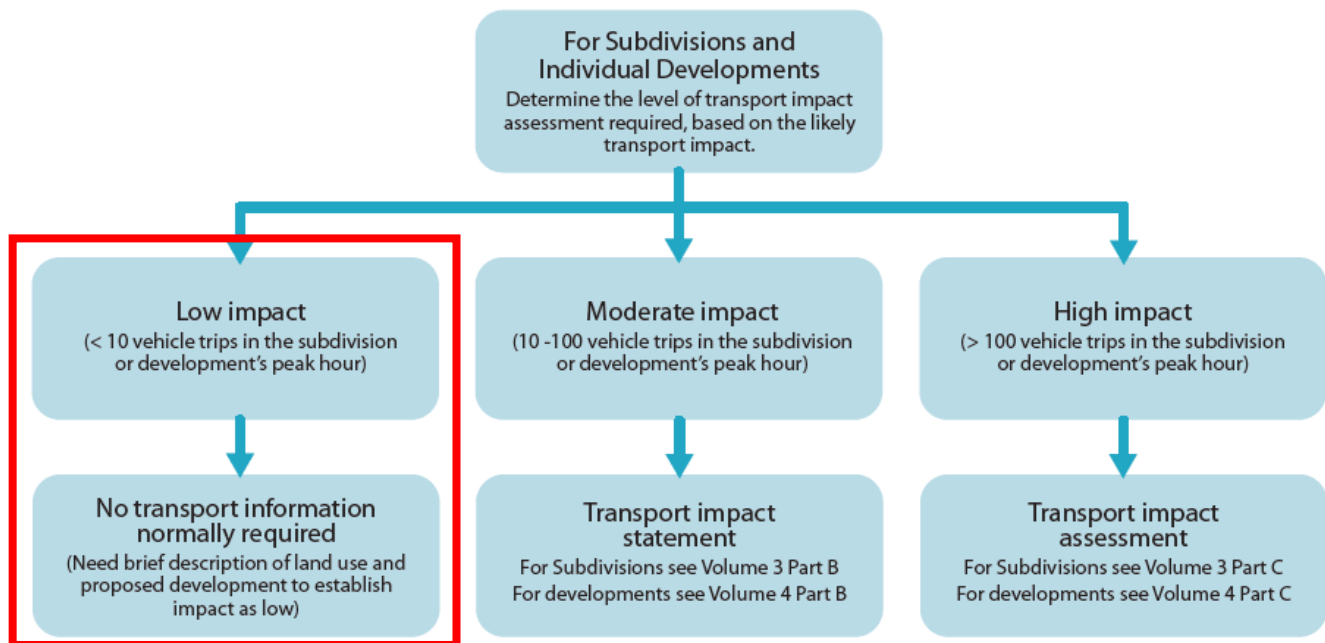 For Subdivisions and
Individual Developments
Determine the level of transport impact
assessment required, based on the likely
transport impact.
Low impact
(< 10 vehicle trips in the subdivision
or development's peak hour)
Moderate impact
(10 -100 vehicle trips in the subdivision
or development's peak hour)
High impact
(> 100 vehicle trips in the subdivision
or development's peak hour)
No transport information
normally required
(Need brief description of land use and
proposed development to establish
impact as low)
Transport impact
statement
For Subdivisions see Volume 3 Part B
For developments see Volume 4 Part B
Transport impact
assessment
For Subdivisions see Volume 3 Part C
For developments see Volume 4 Part C